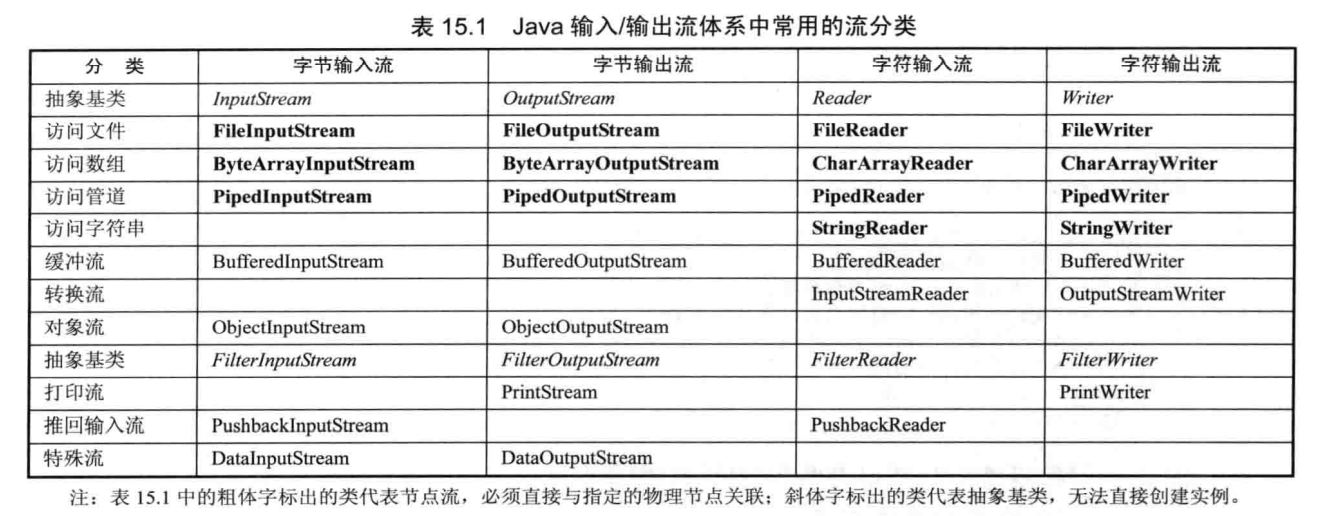 表 15.1 Java 输入/输出流体系中常用的流分类
分 类 字节输入流 字节输出流 字符输入流 字符输出流
抽象基类 InputStream OutputStream Reader Writer
访问文件 FileInputStream FileOutputStream FileReader FileWriter
访问数组 ByteArrayInputStream ByteArrayOutputStream CharArrayReader CharArrayWriter
访问管道 PipedInputStream PipedOutputStream PipedReader PipedWriter
访问字符串 StringReader StringWriter
缓冲流 BufferedInputStream BufferedOutputStream BufferedReader BufferedWriter
转换流 InputStreamReader OutputStreamWriter
对象流 ObjectInputStream ObjectOutputStream
抽象基类 FilterInputStream FilterOutputStream FilterReader FilterWriter
打印流 PrintStream PrintWriter
推回输入流 PushbackInputStream PushbackReader
特殊流 DataInputStream DataOutputStream
注：表 15.1 中的粗体字标出的类代表节点流，必须直接与指定的物理节点关联；斜体字标出的类代表抽象基类，无法直接创建实例。